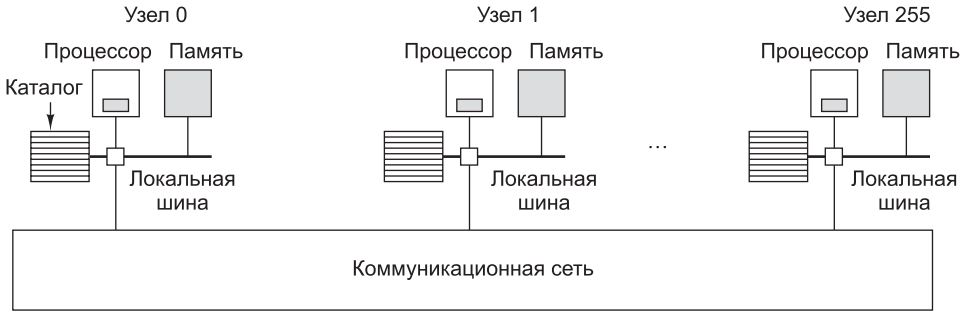 Узел 0 Узел 1 Узел 255
Процессор Память Процессор Память Процессор Память
Каталог
...
Локальная Локальная Локальная
шина шина шина
Коммуникационная сеть